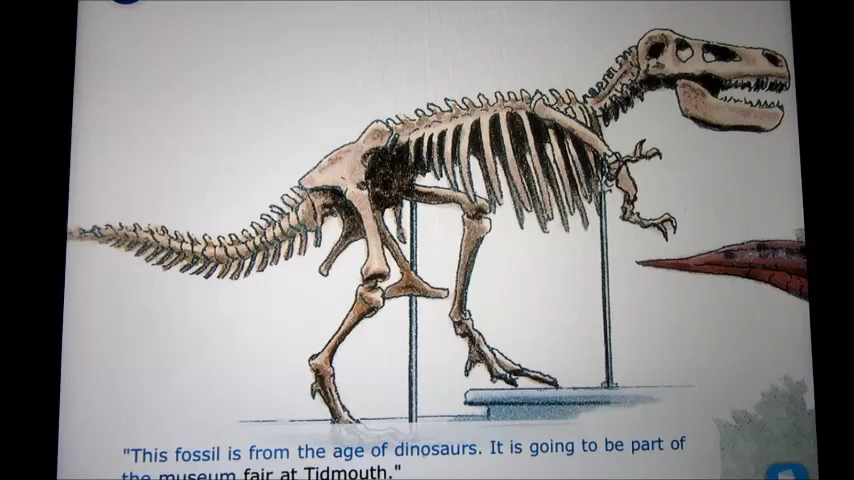 "This fossil is from the age of dinosaurs. It is going to be part of
the museum fair at Tidmouth."